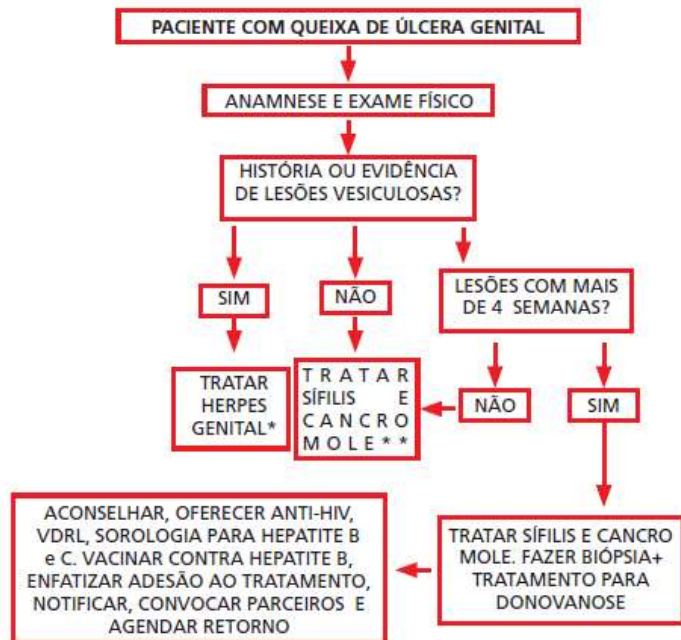 PACIENTE COM QUEIXA DE ÚLCERA GENITAL
ANAMNESE E EXAME FÍSICO
HISTÓRIA OU EVIDÊNCIA
DE LESÕES VESICULOSAS?
SIM
NÃO
LESÕES COM MAIS
DE 4 SEMANAS?
TRATAR
HERPES
GENITAL*
TRATAR
SÍFILIS E
CANCRO
MOLE**
NÃO
SIM
ACONSELHAR, OFERECER ANTI-HIV,
VDRL, SOROLOGIA PARA HEPATITE B
e C. VACINAR CONTRA HEPATITE B,
ENFATIZAR ADESÃO AO TRATAMENTO,
NOTIFICAR, CONVOCAR PARCEIROS E
AGENDAR RETORNO
TRATAR SÍFILIS E CANCRO
MOLE. FAZER BIÓPSIA+
TRATAMENTO PARA
DONOVANOSE